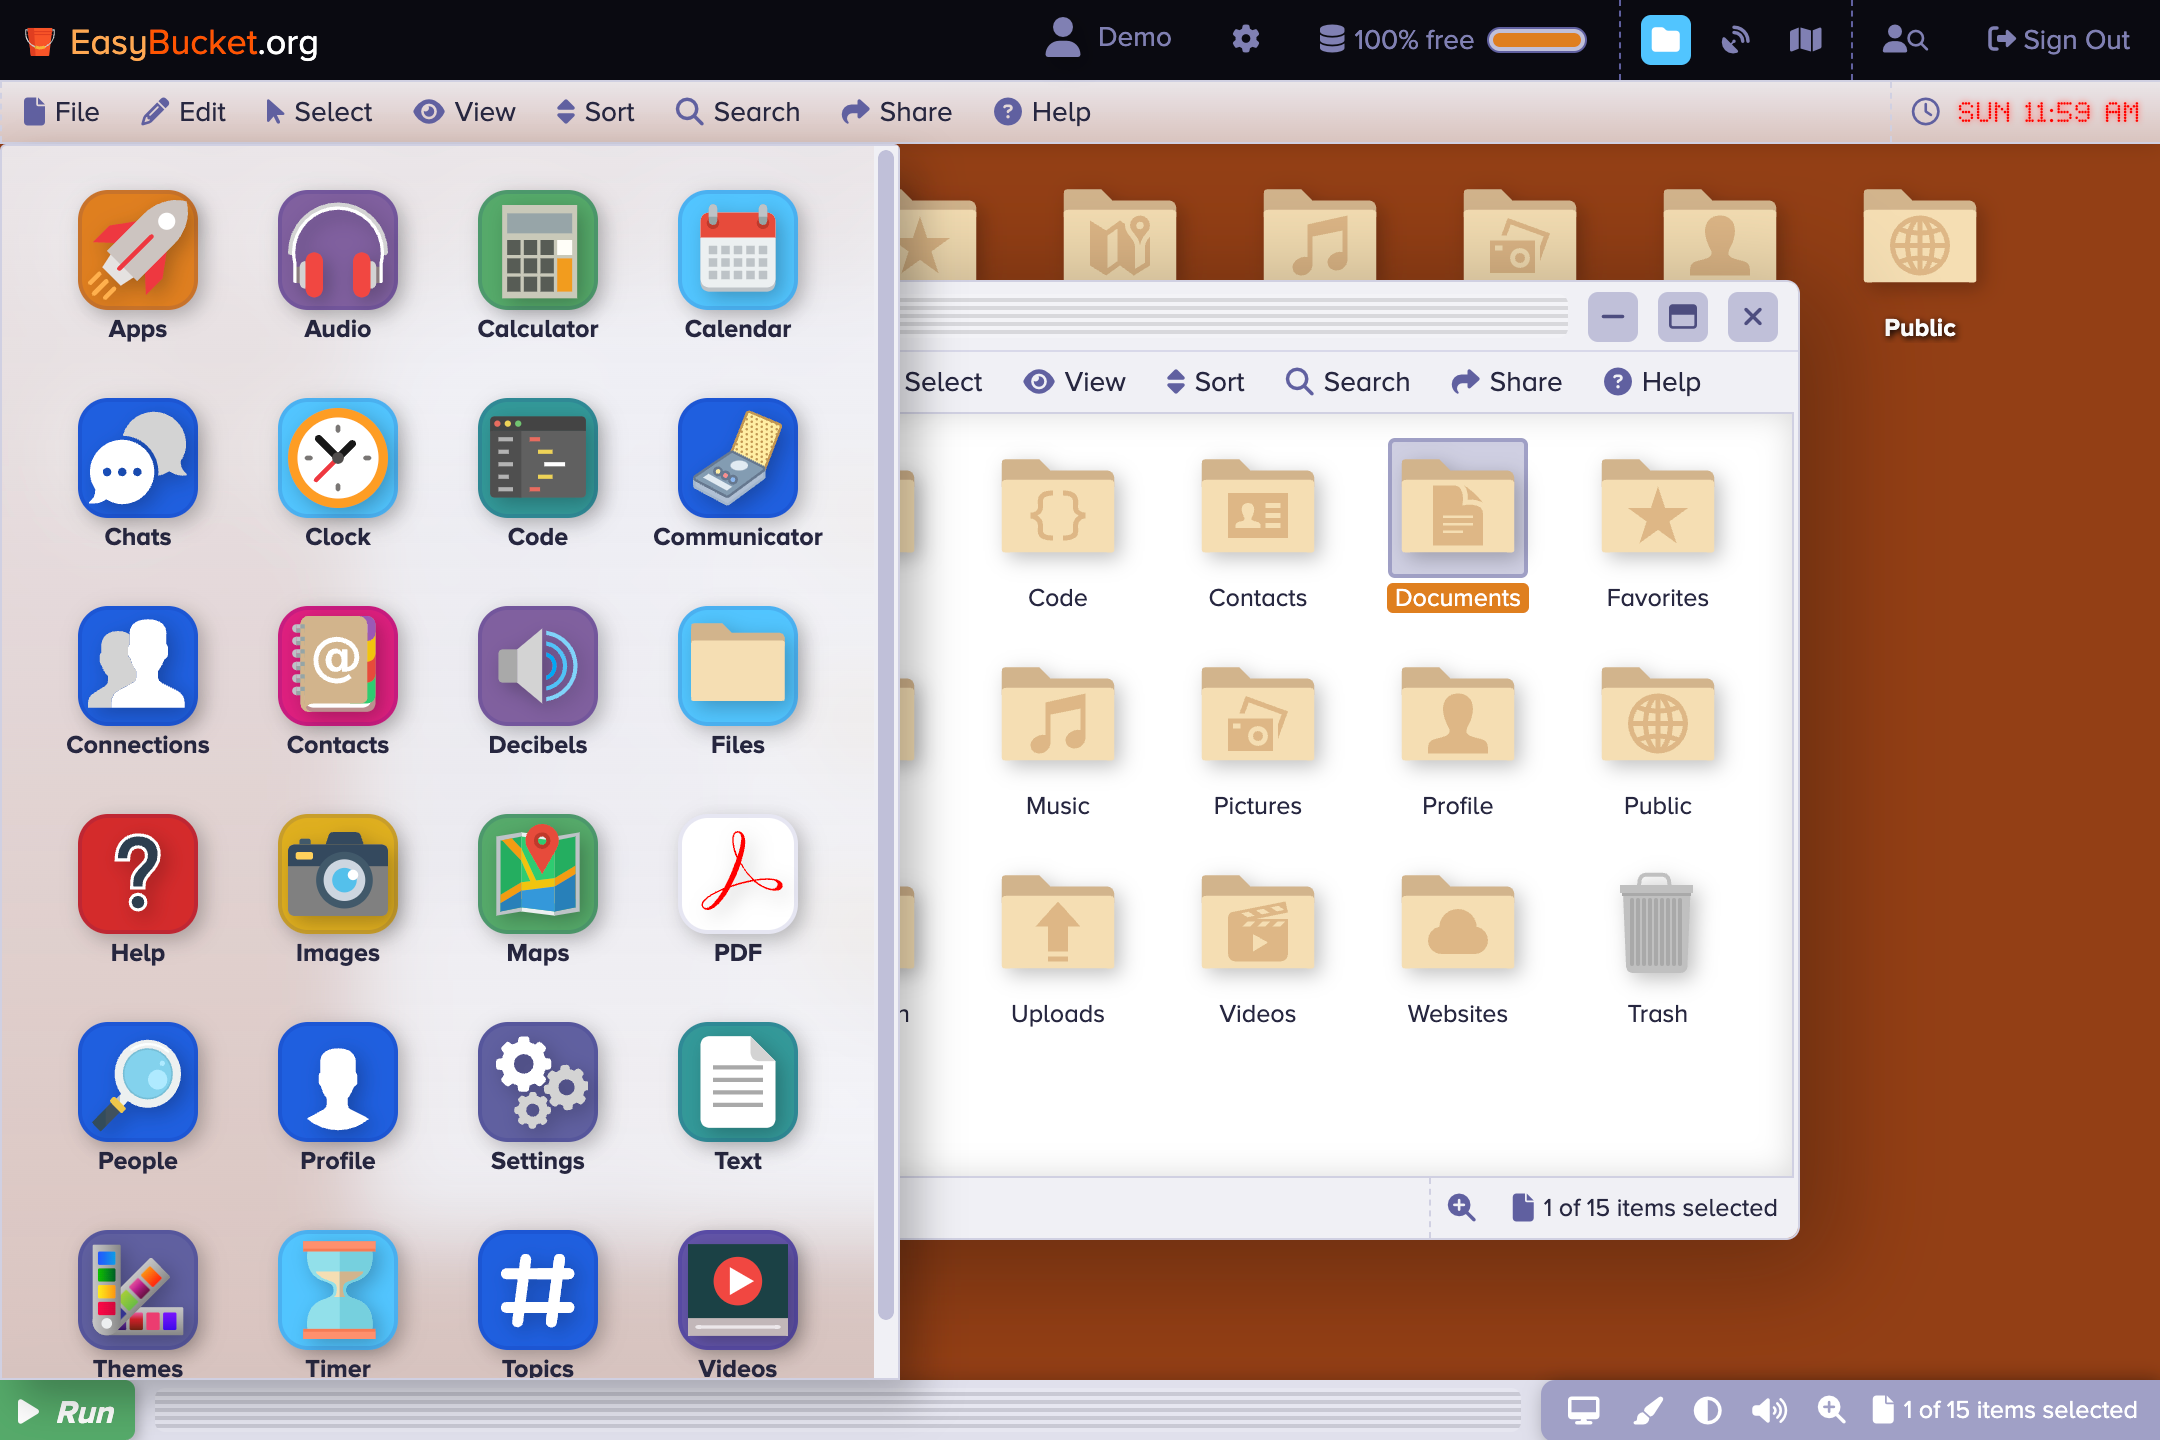 EasyBucket.org
Demo
100% free
Sign Out
File Edit Select View Sort Search Share Help
SUN 11:59 AM
Apps Audio Calculator Calendar
Chats Clock Code Communicator
Connections Contacts Decibels Files
Help Images Maps PDF
People Profile Settings Text
Themes Timer Topics Videos
Public
Select View Sort Search Share Help
Code Contacts Documents Favorites
Music Pictures Profile Public
Uploads Videos Websites Trash
1 of 15 items selected
Run
1 of 15 items selected